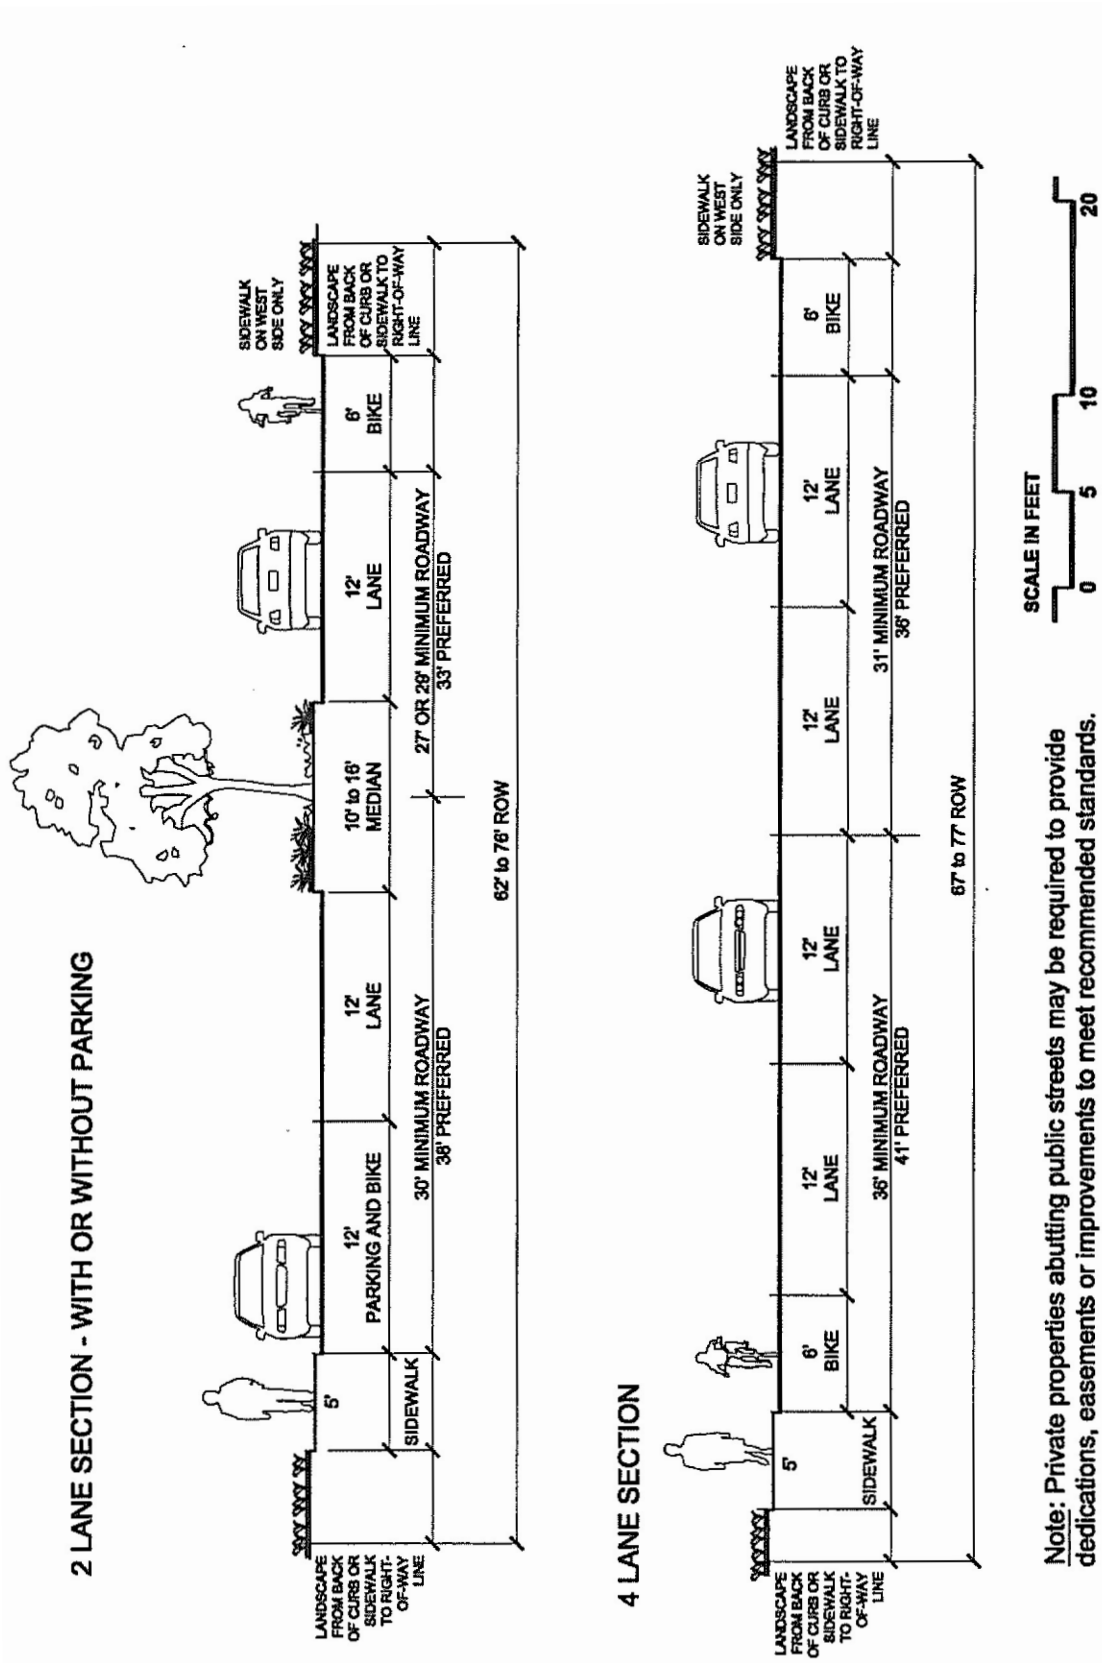 2 LANE SECTION - WITH OR WITHOUT PARKING
SIDEWALK
ON WEST
SIDE ONLY
LANDSCAPE
FROM BACK
OF CURB OR
SIDEWALK
TO RIGHT-
OF-WAY
LINE
5'
SIDEWALK
12'
PARKING AND BIKE
12'
LANE
10' to 16'
MEDIAN
12'
LANE
6'
BIKE
LANDSCAPE
FROM BACK
OF CURB OR
SIDEWALK TO
RIGHT-OF-WAY
LINE
30' MINIMUM ROADWAY
38' PREFERRED
27' OR 29' MINIMUM ROADWAY
33' PREFERRED
62' to 76' ROW
4 LANE SECTION
SIDEWALK
ON WEST
SIDE ONLY
LANDSCAPE
FROM BACK
OF CURB OR
SIDEWALK
TO RIGHT-
OF-WAY
LINE
5'
SIDEWALK
6'
BIKE
12'
LANE
12'
LANE
12'
LANE
12'
LANE
6'
BIKE
LANDSCAPE
FROM BACK
OF CURB OR
SIDEWALK TO
RIGHT-OF-WAY
LINE
36' MINIMUM ROADWAY
41' PREFERRED
31' MINIMUM ROADWAY
36' PREFERRED
67' to 77' ROW
SCALE IN FEET
0 5 10 20
Note: Private properties abutting public streets may be required to provide
dedications, easements or improvements to meet recommended standards.